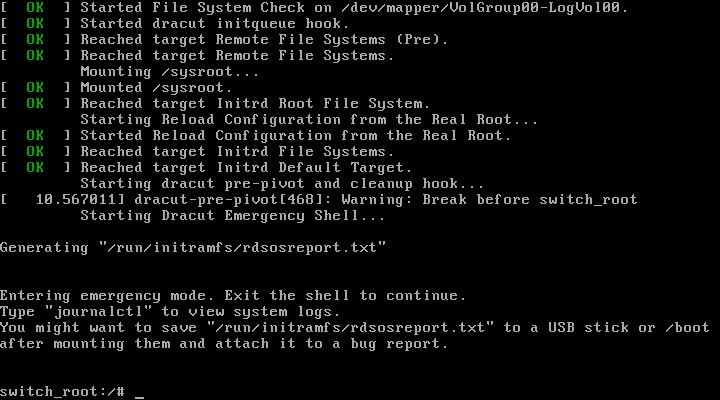 [  OK  ] Started File System Check on /dev/mapper/VolGroup00-LogVol00.
[  OK  ] Started dracut initqueue hook.
[  OK  ] Reached target Remote File Systems (Pre).
[  OK  ] Reached target Remote File Systems.
         Mounting /sysroot...
[  OK  ] Mounted /sysroot.
[  OK  ] Reached target Initrd Root File System.
         Starting Reload Configuration from the Real Root...
[  OK  ] Started Reload Configuration from the Real Root.
[  OK  ] Reached target Initrd File Systems.
[  OK  ] Reached target Initrd Default Target.
         Starting dracut pre-pivot and cleanup hook...
[   10.567011] dracut-pre-pivot[468]: Warning: Break before switch_root
         Starting Dracut Emergency Shell...
Generating "/run/initramfs/rdsosreport.txt"
Entering emergency mode. Exit the shell to continue.
Type "journalctl" to view system logs.
You might want to save "/run/initramfs/rdsosreport.txt" to a USB stick or /boot
after mounting them and attach it to a bug report.
switch_root:/# _